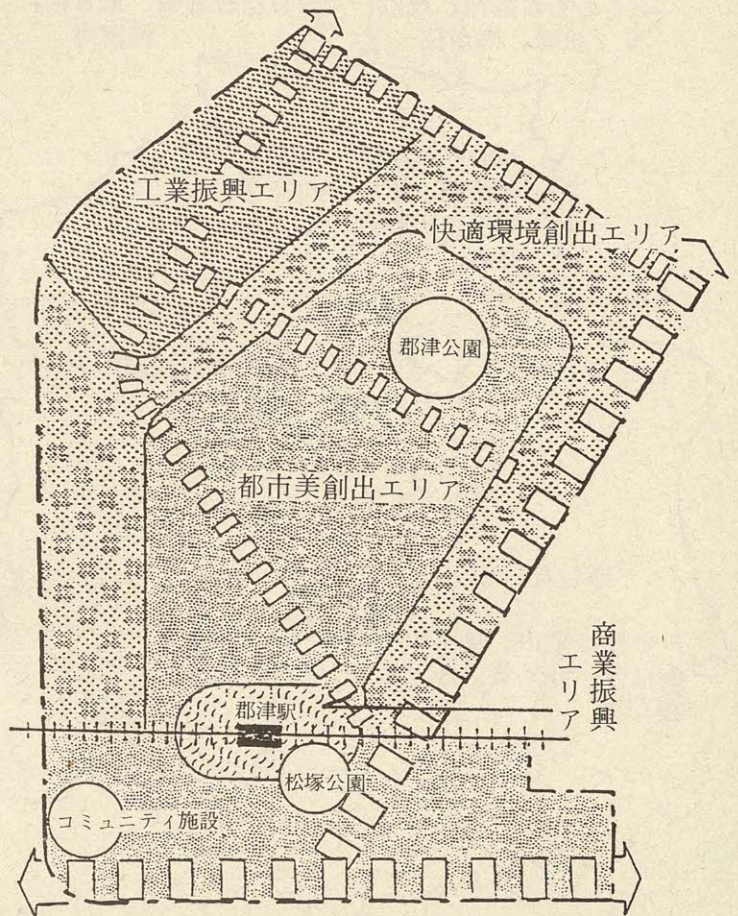 工業振興エリア
快適環境創出エリア
郡津公園
都市美創出エリア
商業振興
エリア
郡津駅
松塚公園
コミュニティ施設